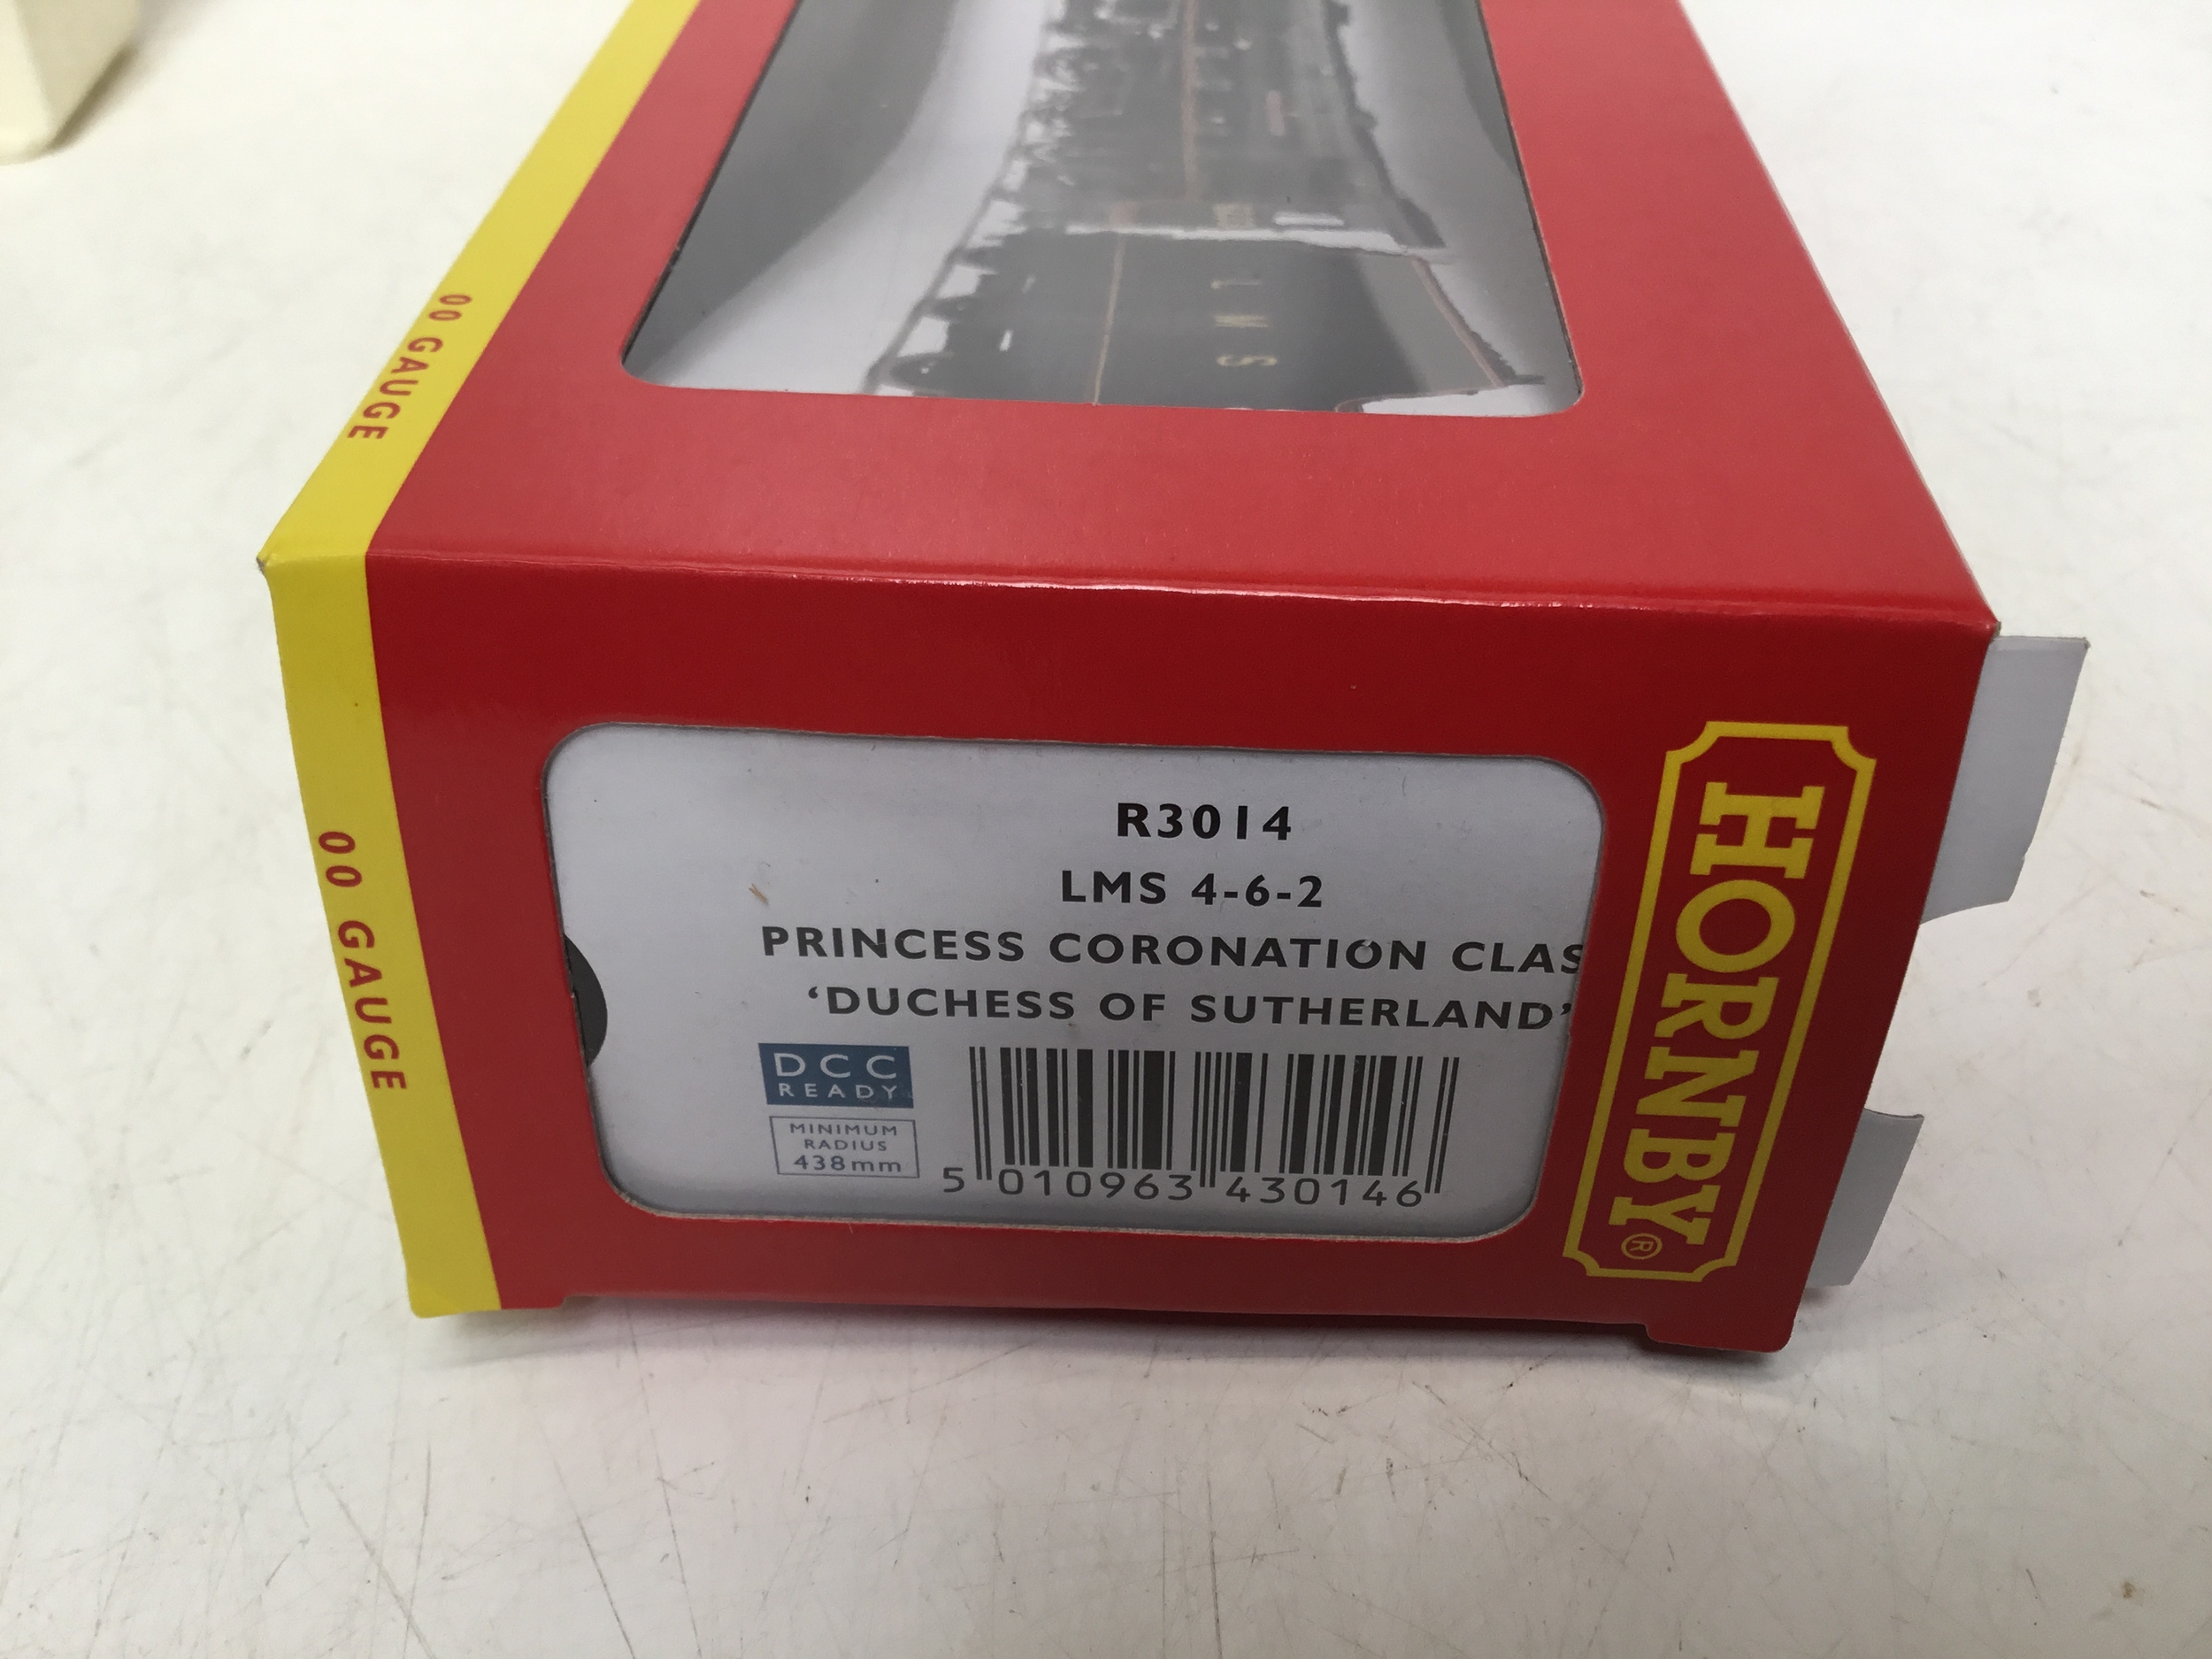 LMS
00 GAUGE
00 GAUGE
R3014
LMS 4-6-2
PRINCESS CORONATION CLAS
‘DUCHESS OF SUTHERLAND’
DCC
READY
MINIMUM
RADIUS
438mm
5 010963 430146
HORNBY®